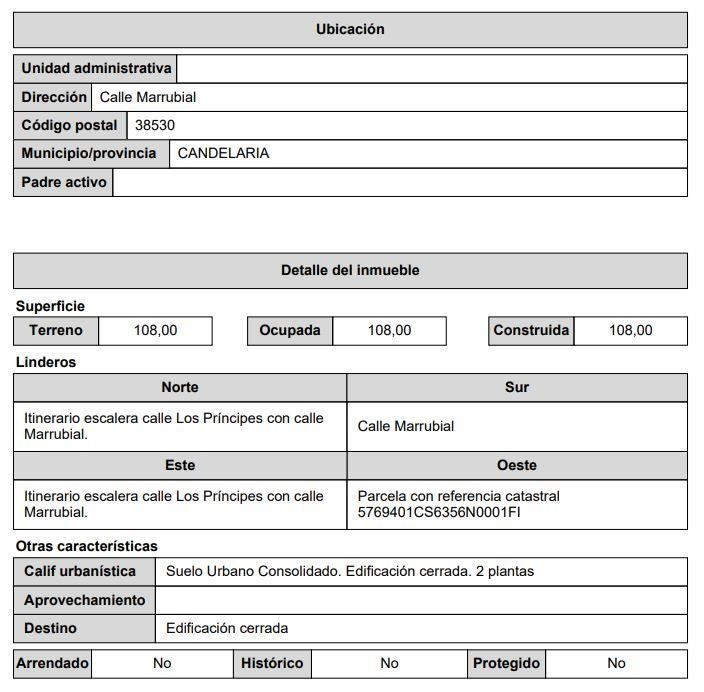 Ubicación
Unidad administrativa
Dirección Calle Marrubial
Código postal 38530
Municipio/provincia CANDELARIA
Padre activo
Detalle del inmueble
Superficie
Terreno 108,00 Ocupada 108,00 Construida 108,00
Linderos
Norte Sur
Itinerario escalera calle Los Príncipes con calle
Marrubial.
Calle Marrubial
Este Oeste
Itinerario escalera calle Los Príncipes con calle
Marrubial.
Parcela con referencia catastral
5769401CS6356N0001FI
Otras características
Calif urbanística Suelo Urbano Consolidado. Edificación cerrada. 2 plantas
Aprovechamiento
Destino Edificación cerrada
Arrendado No Histórico No Protegido No